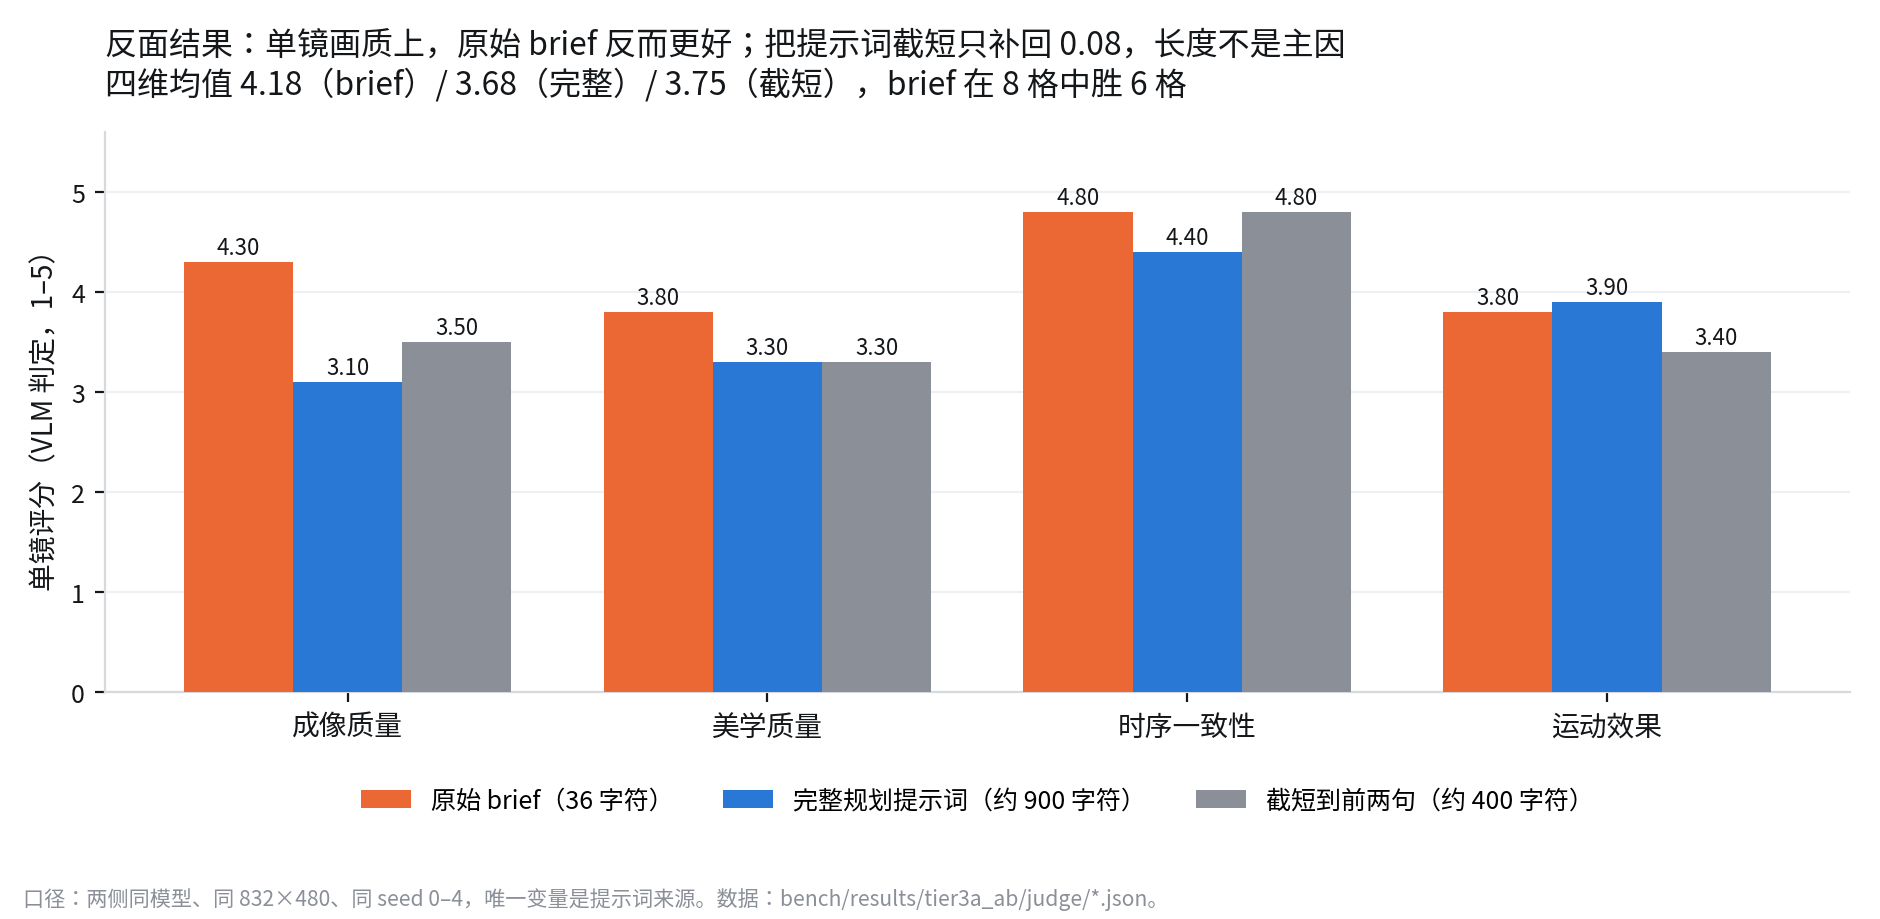 反面结果：单镜画质上，原始 brief 反而更好；把提示词截短只补回 0.08，长度不是主因
四维均值 4.18（brief）/ 3.68（完整）/ 3.75（截短），brief 在 8 格中胜 6 格
单镜评分（VLM 判定，1–5）
5
4
3
2
1
0
4.30
3.10
3.50
3.80
3.30
3.30
4.80
4.40
4.80
3.80
3.90
3.40
成像质量
美学质量
时序一致性
运动效果
原始 brief（36 字符）
完整规划提示词（约 900 字符）
截短到前两句（约 400 字符）
口径：两侧同模型、同 832×480、同 seed 0–4，唯一变量是提示词来源。数据：bench/results/tier3a_ab/judge/*.json。